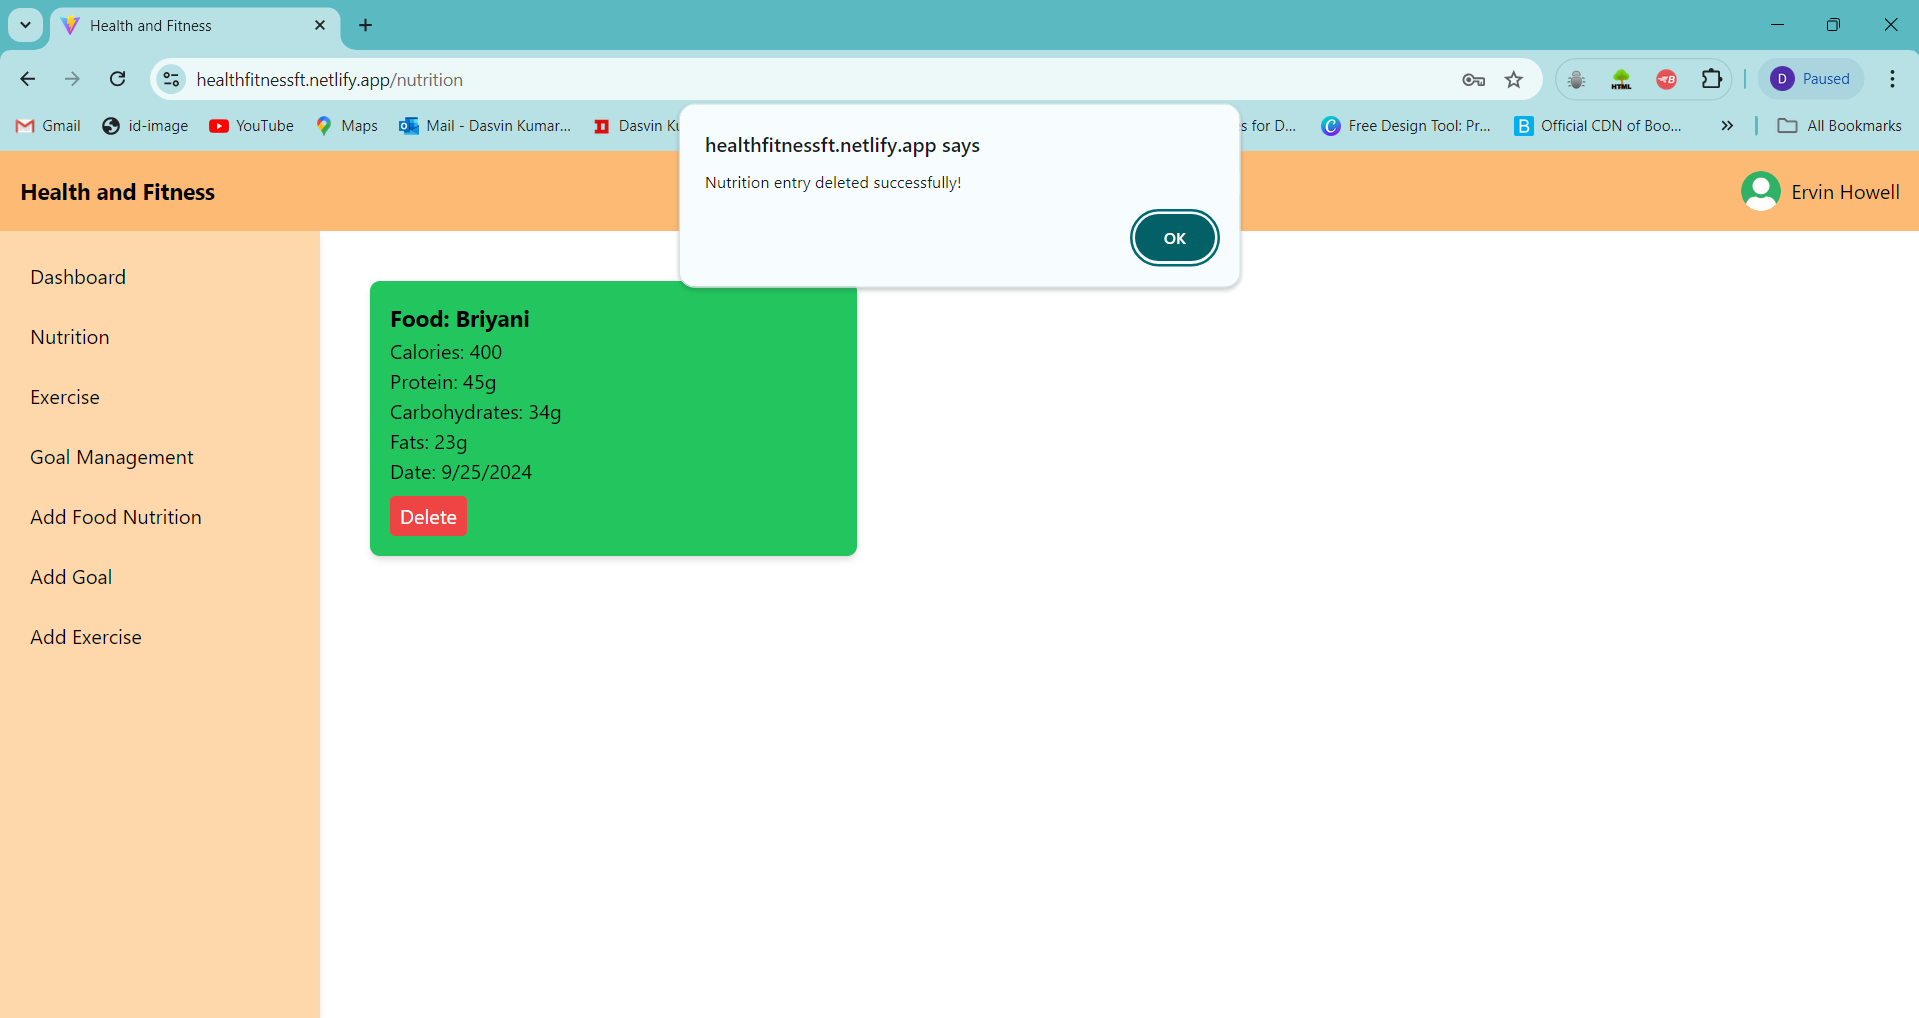 Health and Fitness
healthfitnessft.netlify.app/nutrition
D Paused
Gmail
id-image
YouTube
Maps
Mail - Dasvin Kumar...
Dasvin
s for D...
Free Design Tool: Pr...
Official CDN of Boo...
All Bookmarks
healthfitnessft.netlify.app says
Nutrition entry deleted successfully!
OK
Health and Fitness
Ervin Howell
Dashboard
Nutrition
Exercise
Goal Management
Add Food Nutrition
Add Goal
Add Exercise
Food: Briyani
Calories: 400
Protein: 45g
Carbohydrates: 34g
Fats: 23g
Date: 9/25/2024
Delete